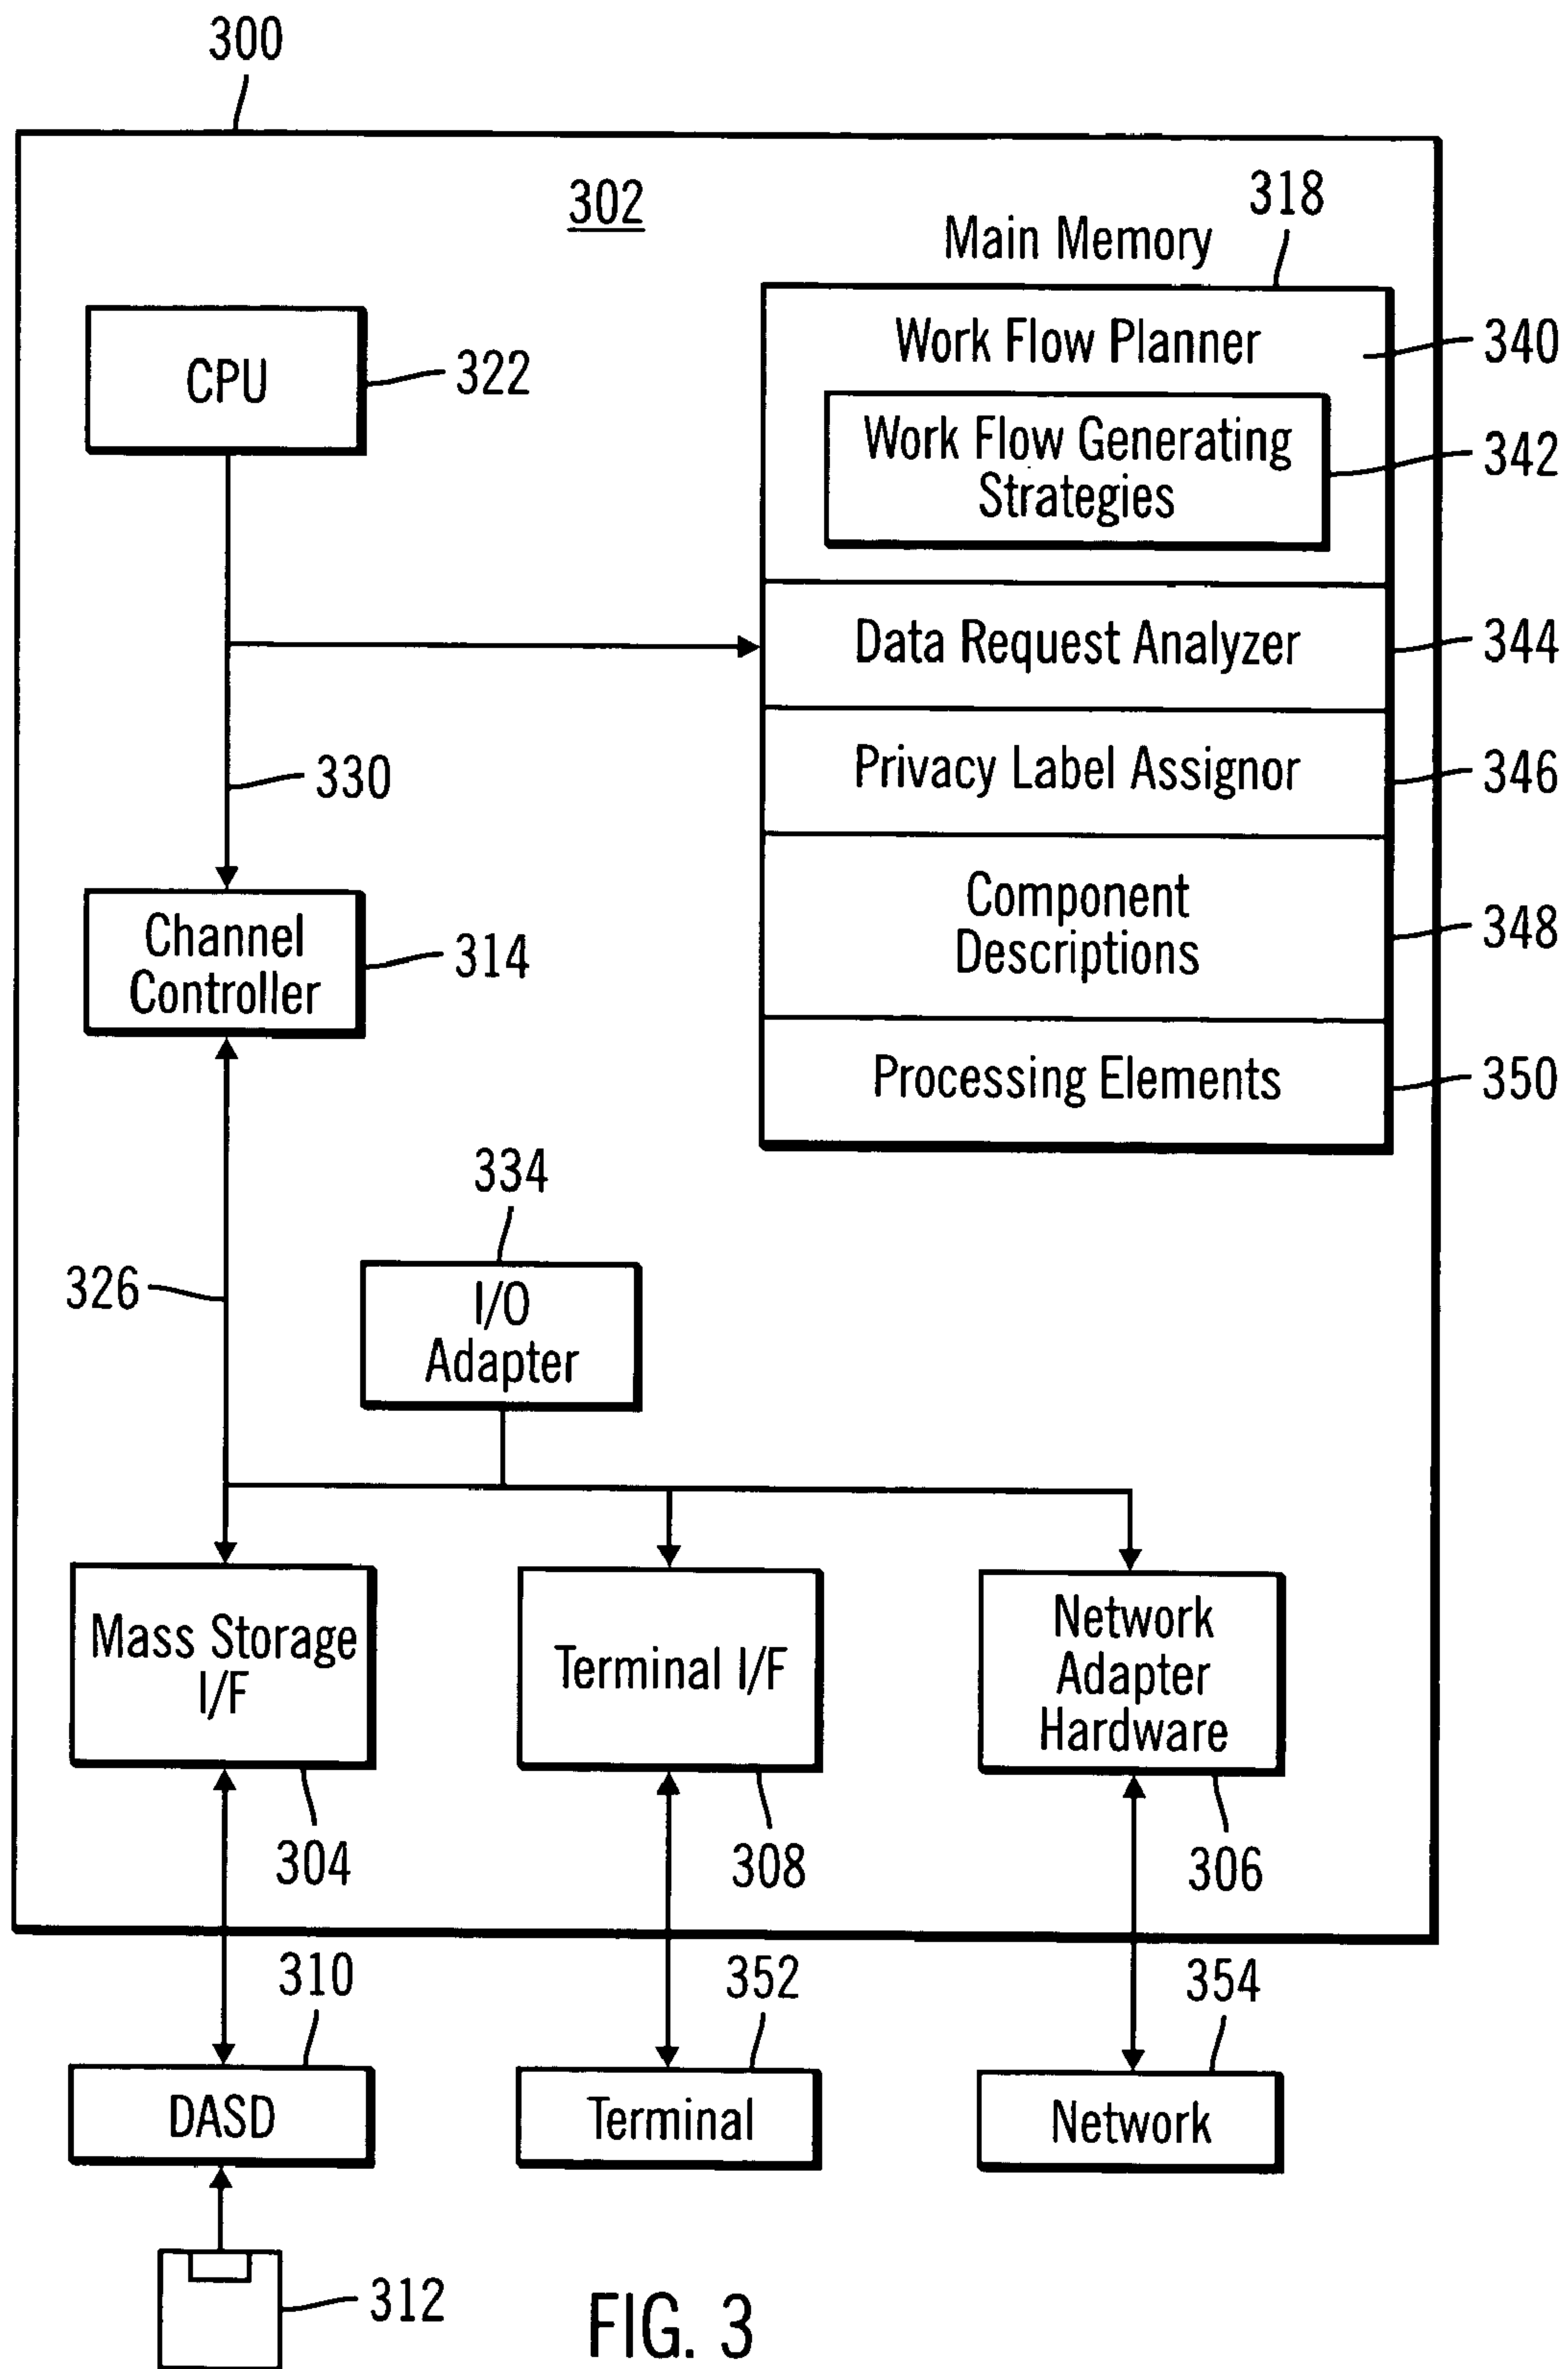 300
302
318
Main Memory
Work Flow Planner
340
CPU
322
Work Flow Generating
Strategies
342
Data Request Analyzer
344
330
Privacy Label Assignor
346
Channel
Controller
314
Component
Descriptions
348
Processing Elements
350
334
326
I/O
Adapter
Mass Storage
I/F
Terminal I/F
Network
Adapter
Hardware
304
308
306
310
352
354
DASD
Terminal
Network
312
FIG. 3